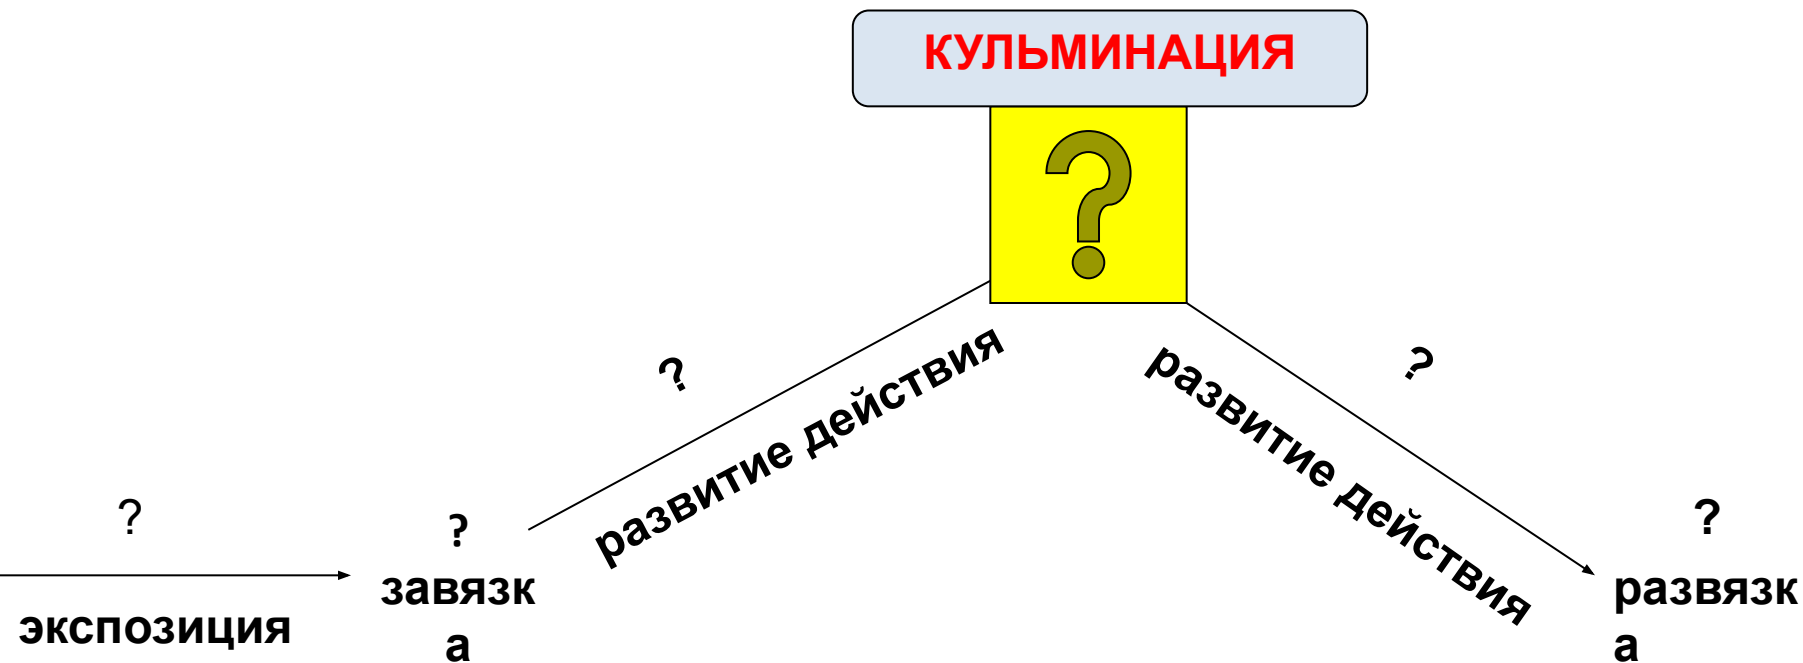 КУЛЬМИНАЦИЯ
?
?
развитие действия
?
развитие действия
?
экспозиция
?
завязк
а
?
развязк
а